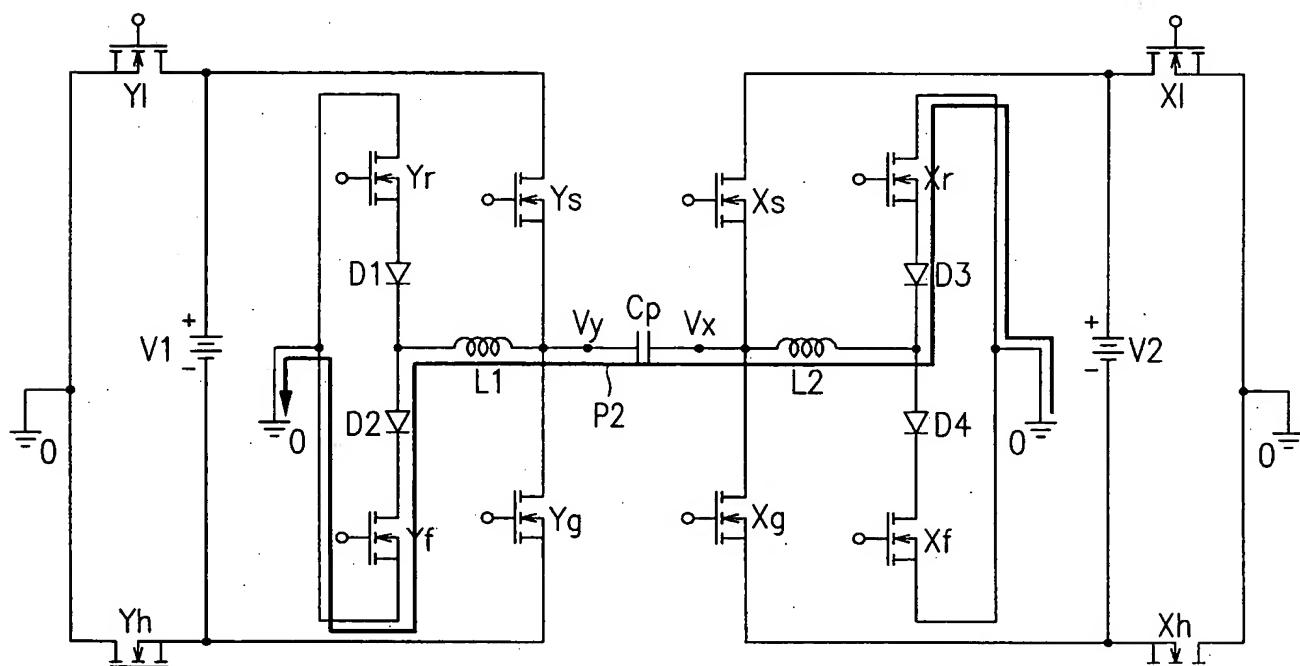 Yl
Xl
Yr
Xr
Ys
Xs
D1
D3
V1
+
-
Vy
Cp
Vx
V2
+
-
L1
L2
P2
0
0
D2
0
D4
0
Yg
Xg
Yf
Xf
Yh
Xh